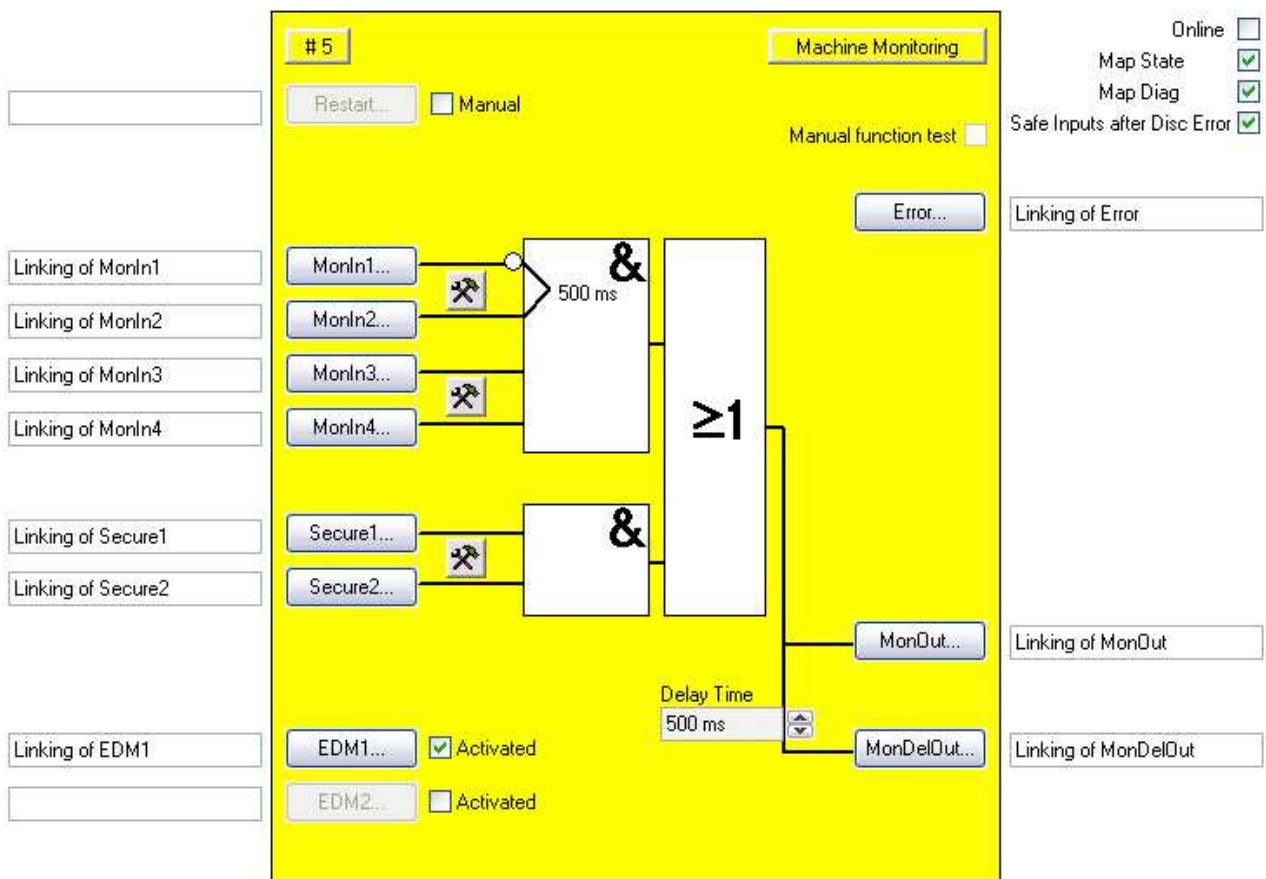 # 5
Machine Monitoring
Online
Map State
Map Diag
Safe Inputs after Disc Error
Restart...
Manual
Manual function test
Error...
Linking of Error
Linking of MonIn1
MonIn1...
&
500 ms
Linking of MonIn2
MonIn2...
Linking of MonIn3
MonIn3...
Linking of MonIn4
MonIn4...
≥1
Linking of Secure1
Secure1...
&
Linking of Secure2
Secure2...
MonOut...
Linking of MonOut
Delay Time
500 ms
Linking of EDM1
EDM1...
Activated
MonDelOut...
Linking of MonDelOut
EDM2...
Activated